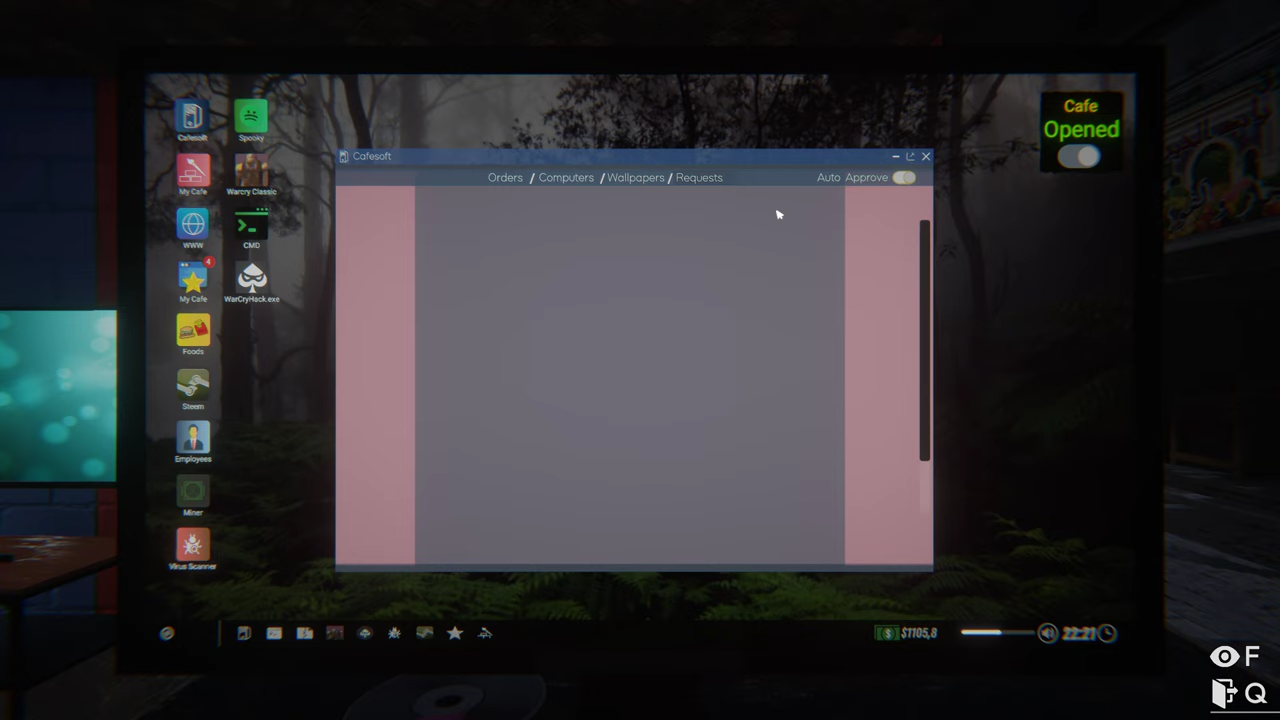 Cafesoft
Spooky
My Cafe
Warcry Classic
WWW
CMD
My Cafe
4
WarCryHack.exe
Foods
Steem
Employees
Miner
Virus Scanner
Cafesoft
Orders / Computers / Wallpapers / Requests
Auto Approve
Cafe
Opened
$1105,8
22:21
F
Q